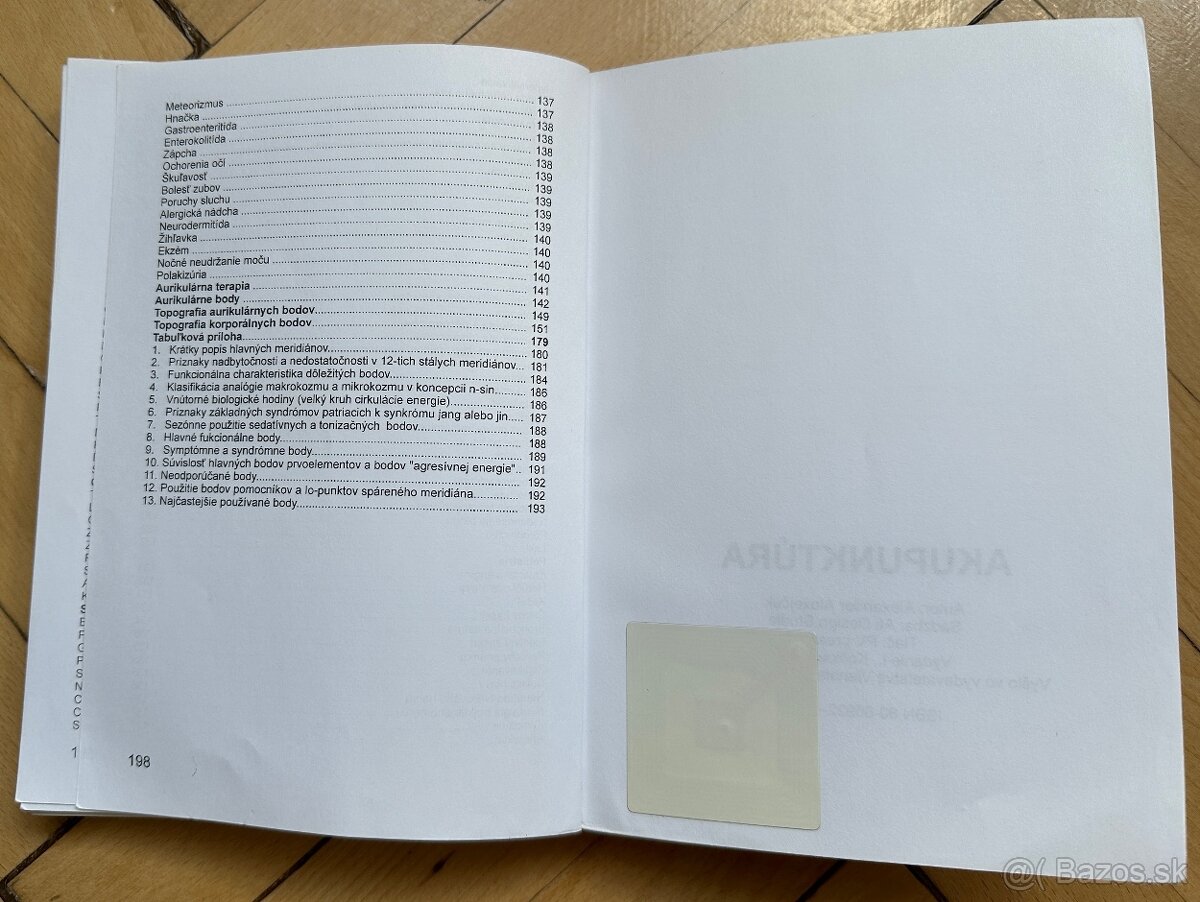 Meteorizmus 137
Hnačka 137
Gastroenteritída 138
Enterokolitída 138
Zápcha 138
Ochorenia očí 138
Škuľavosť 139
Bolesť zubov 139
Poruchy sluchu 139
Alergická nádcha 139
Neurodermitída 139
Žihľavka 140
Ekzém 140
Nočné neudržanie moču 140
Polakizúria 140
Aurikulárna terapia 141
Aurikulárne body 142
Topografia aurikulárnych bodov 149
Topografia korporálnych bodov 151
Tabuľková príloha 179
1. Krátky popis hlavných meridiánov 180
2. Príznaky nadbytočnosti a nedostatočnosti v 12-tich stálych meridiánov 181
3. Funkcionálna charakteristika dôležitých bodov 184
4. Klasifikácia analógie makrokozmu a mikrokozmu v koncepcii n-sin 186
5. Vnútorné biologické hodiny (velký kruh cirkulácie energie) 186
6. Príznaky základných syndrómov patriacich k synkrómu jang alebo jin 187
7. Sezónne použitie sedatívnych a tonizačných bodov 188
8. Hlavné fukcionálne body 188
9. Symptómne a syndrómne body 189
10. Súvislosť hlavných bodov prvoelementov a bodov "agresívnej energie" 191
11. Neodporúčané body 192
12. Použitie bodov pomocníkov a lo-punktov spáreného meridiána 192
13. Najčastejšie používané body 193
198
AKUPUNKTÚRA
Bazos.sk